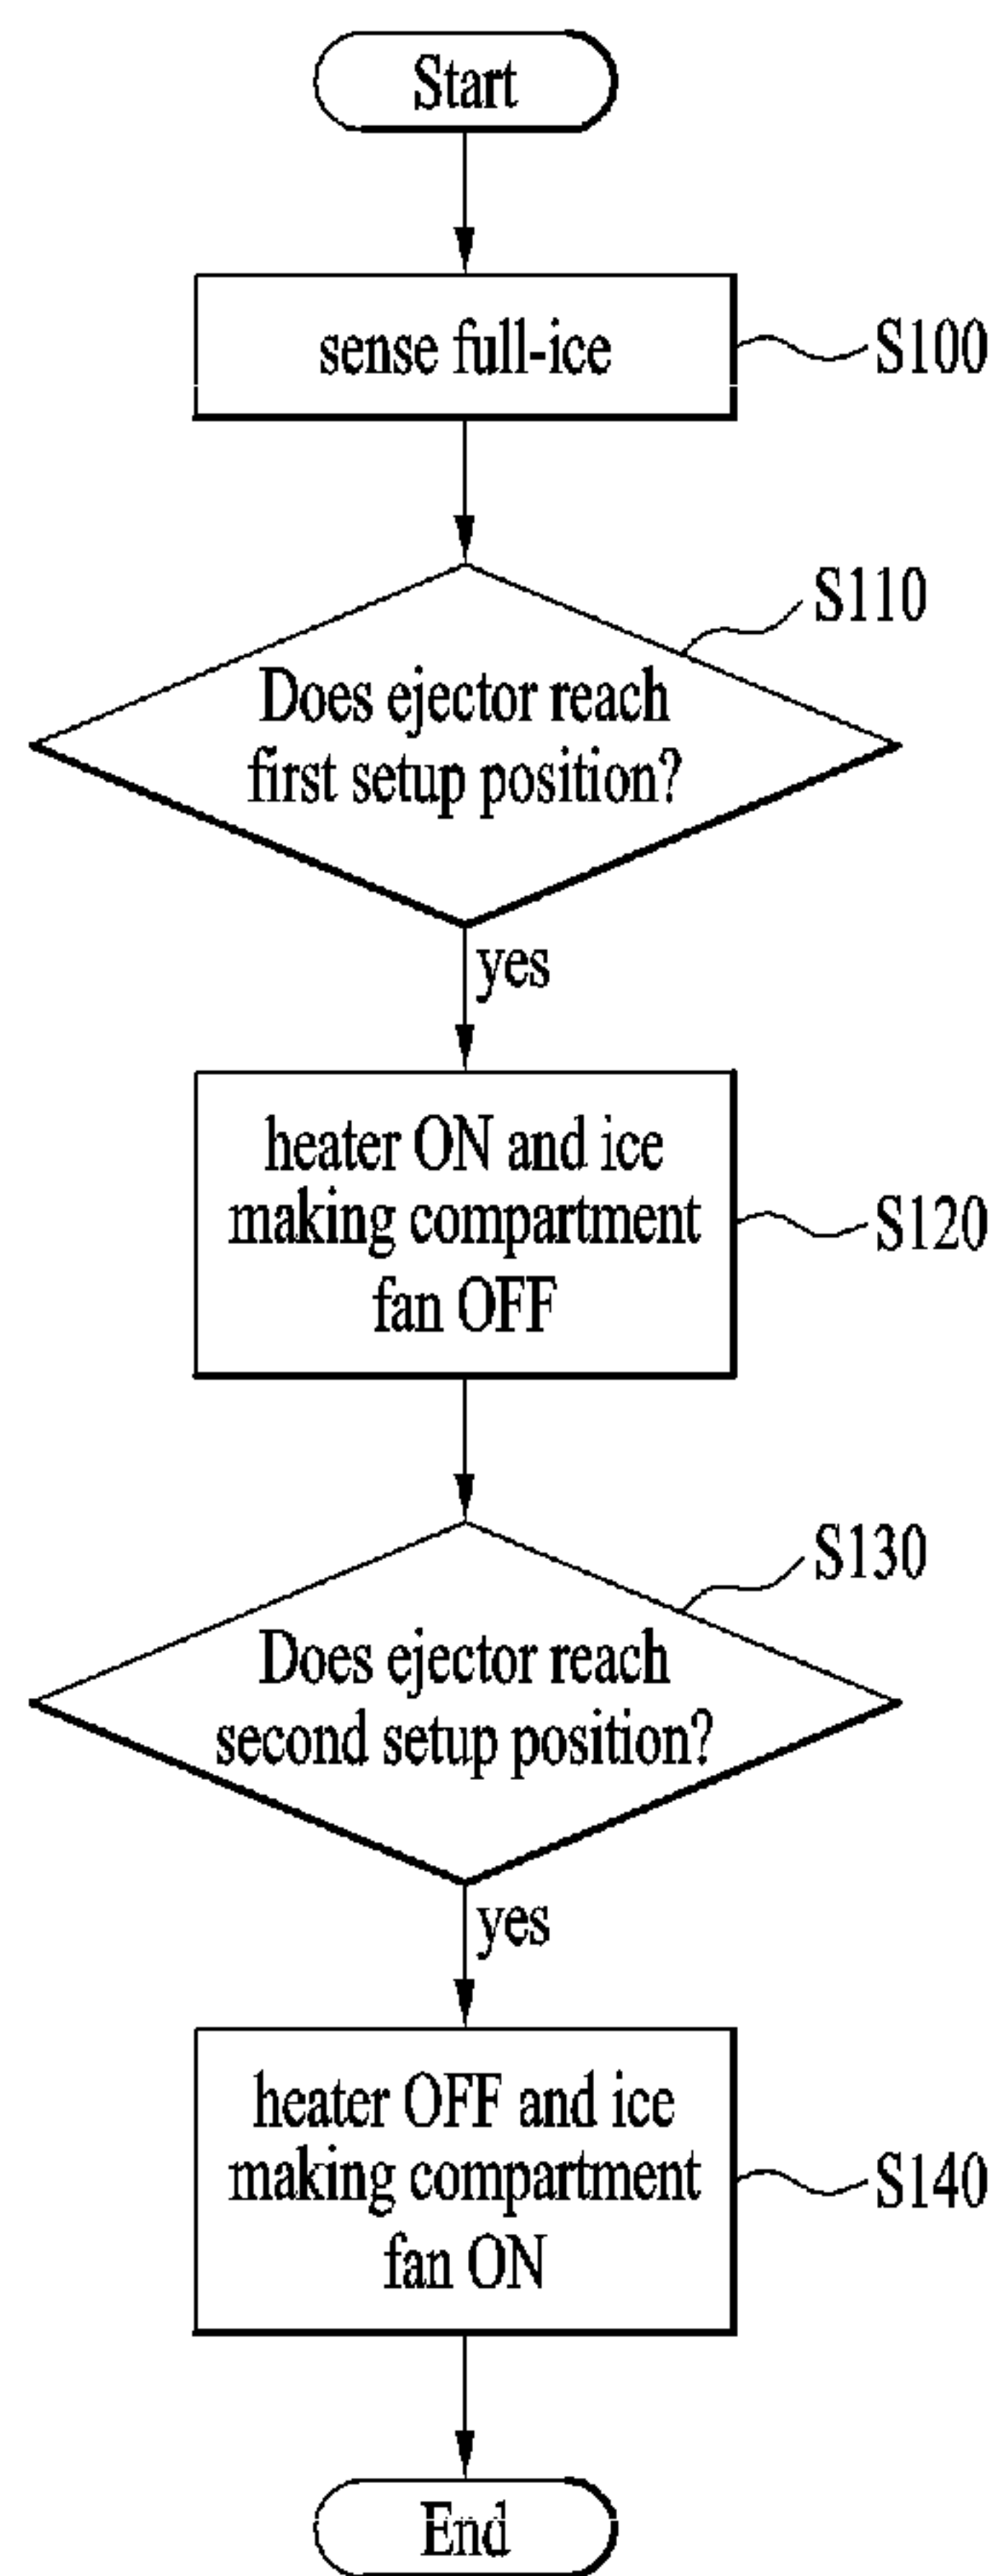 Start
sense full-ice
S100
S110
Does ejector reach
first setup position?
yes
heater ON and ice
making compartment
fan OFF
S120
S130
Does ejector reach
second setup position?
yes
heater OFF and ice
making compartment
fan ON
S140
End